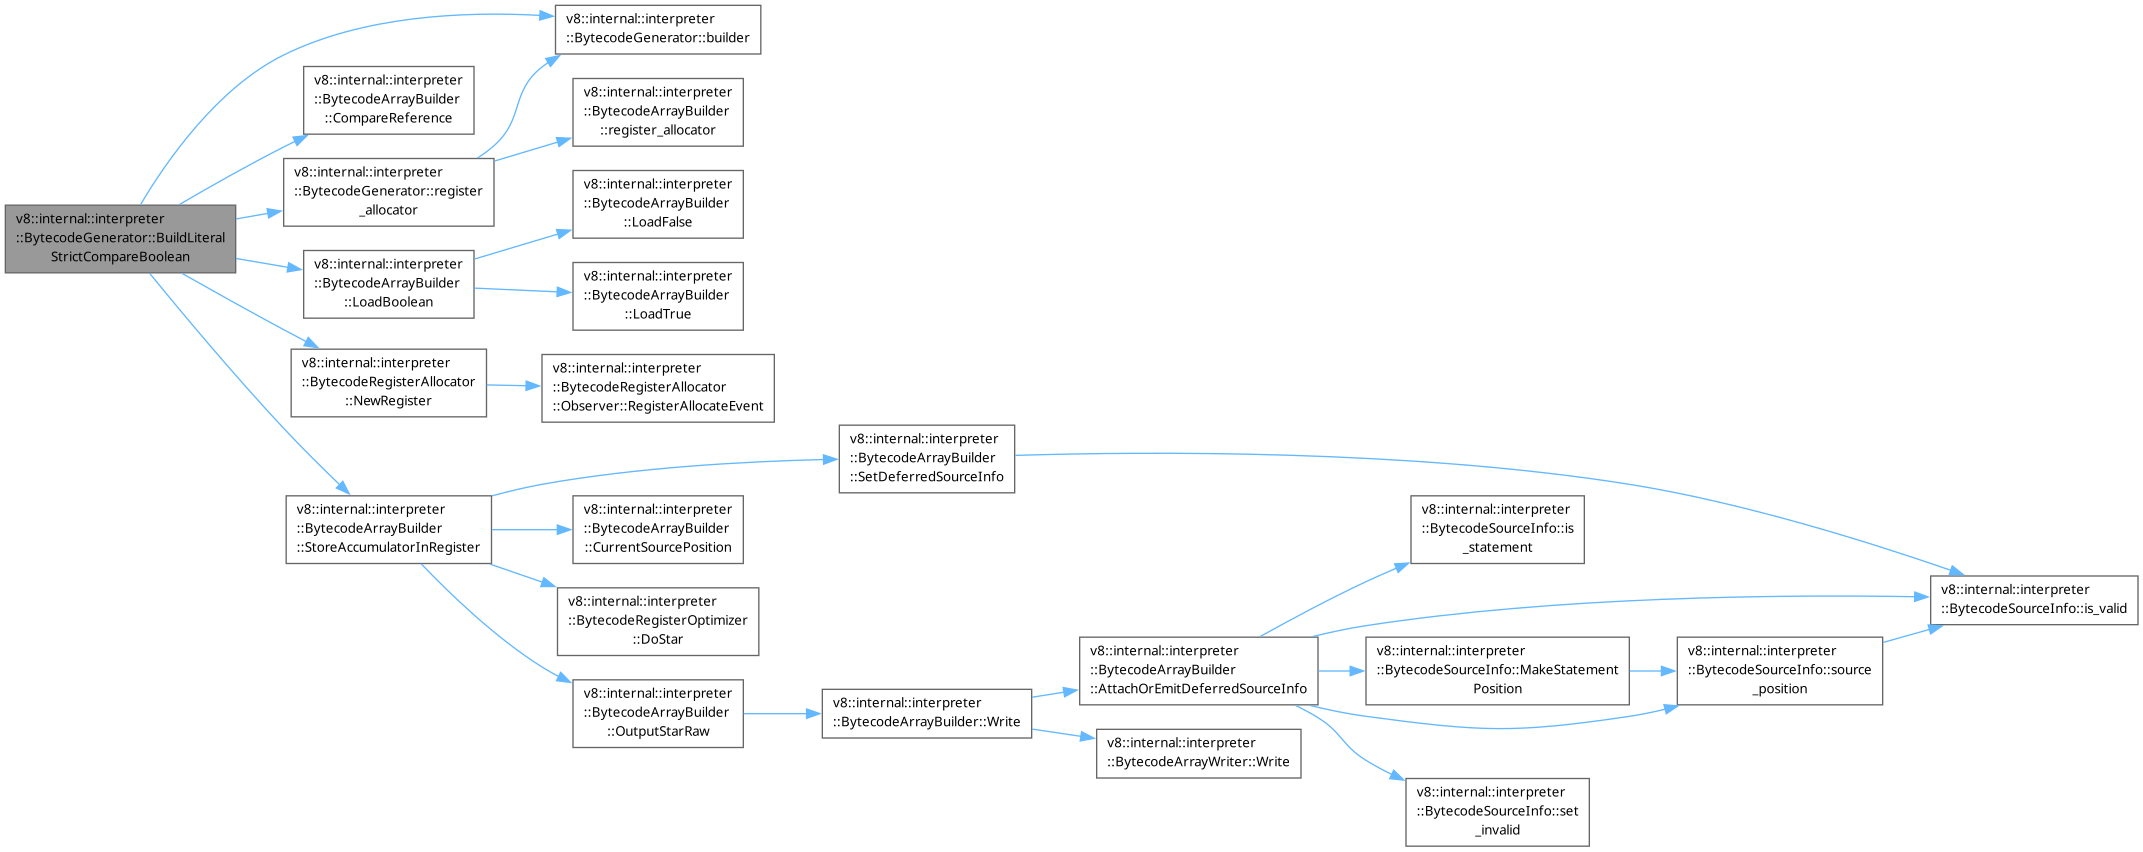 v8::internal::interpreter
::BytecodeGenerator::BuildLiteral
StrictCompareBoolean
v8::internal::interpreter
::BytecodeGenerator::builder
v8::internal::interpreter
::BytecodeArrayBuilder
::CompareReference
v8::internal::interpreter
::BytecodeGenerator::register
_allocator
v8::internal::interpreter
::BytecodeArrayBuilder
::register_allocator
v8::internal::interpreter
::BytecodeArrayBuilder
::LoadBoolean
v8::internal::interpreter
::BytecodeArrayBuilder
::LoadFalse
v8::internal::interpreter
::BytecodeArrayBuilder
::LoadTrue
v8::internal::interpreter
::BytecodeRegisterAllocator
::NewRegister
v8::internal::interpreter
::BytecodeRegisterAllocator
::Observer::RegisterAllocateEvent
v8::internal::interpreter
::BytecodeArrayBuilder
::StoreAccumulatorInRegister
v8::internal::interpreter
::BytecodeArrayBuilder
::SetDeferredSourceInfo
v8::internal::interpreter
::BytecodeArrayBuilder
::CurrentSourcePosition
v8::internal::interpreter
::BytecodeRegisterOptimizer
::DoStar
v8::internal::interpreter
::BytecodeArrayBuilder
::OutputStarRaw
v8::internal::interpreter
::BytecodeArrayBuilder::Write
v8::internal::interpreter
::BytecodeArrayBuilder
::AttachOrEmitDeferredSourceInfo
v8::internal::interpreter
::BytecodeArrayWriter::Write
v8::internal::interpreter
::BytecodeSourceInfo::is
_statement
v8::internal::interpreter
::BytecodeSourceInfo::MakeStatement
Position
v8::internal::interpreter
::BytecodeSourceInfo::set
_invalid
v8::internal::interpreter
::BytecodeSourceInfo::source
_position
v8::internal::interpreter
::BytecodeSourceInfo::is_valid